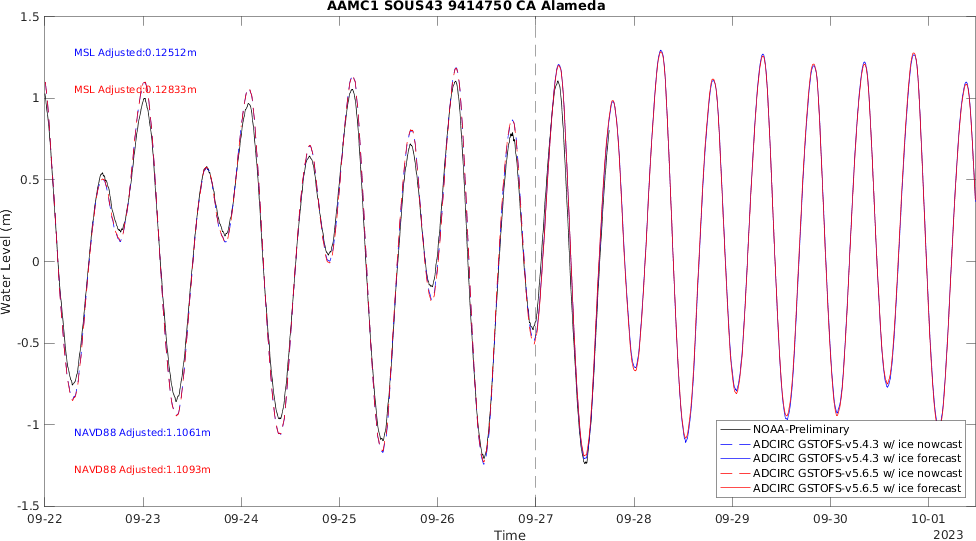 AAMC1 SOUS43 9414750 CA Alameda
1.5
1
0.5
0
-0.5
-1
-1.5
Water Level (m)
MSL Adjusted:0.12512m
MSL Adjusted:0.12833m
NAVD88 Adjusted:1.1061m
NAVD88 Adjusted:1.1093m
NOAA-Preliminary
ADCIRC GSTOFS-v5.4.3 w/ ice nowcast
ADCIRC GSTOFS-v5.4.3 w/ ice forecast
ADCIRC GSTOFS-v5.6.5 w/ ice nowcast
ADCIRC GSTOFS-v5.6.5 w/ ice forecast
09-22 09-23 09-24 09-25 09-26 09-27 09-28 09-29 09-30 10-01
Time
2023